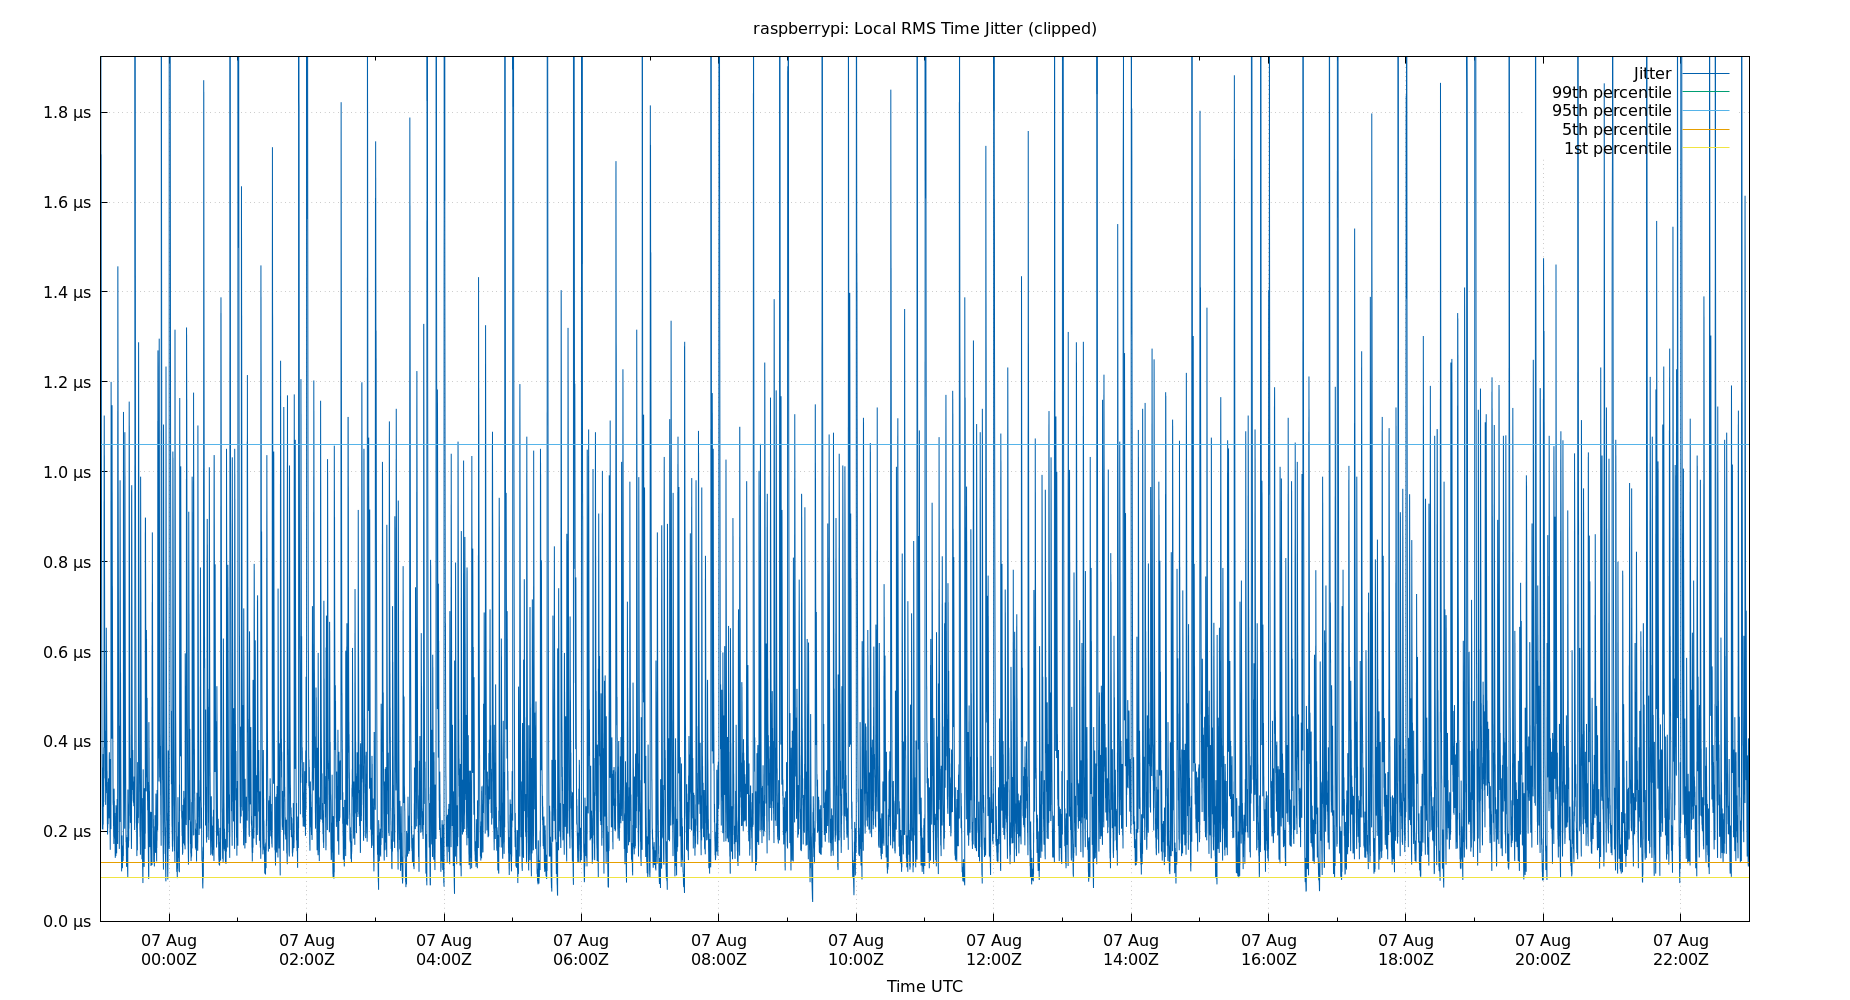 raspberrypi: Local RMS Time Jitter (clipped)
Jitter
99th percentile
95th percentile
5th percentile
1st percentile
1.8 µs
1.6 µs
1.4 µs
1.2 µs
1.0 µs
0.8 µs
0.6 µs
0.4 µs
0.2 µs
0.0 µs
07 Aug 07 Aug 07 Aug 07 Aug 07 Aug 07 Aug 07 Aug 07 Aug 07 Aug 07 Aug 07 Aug 07 Aug
00:00Z 02:00Z 04:00Z 06:00Z 08:00Z 10:00Z 12:00Z 14:00Z 16:00Z 18:00Z 20:00Z 22:00Z
Time UTC